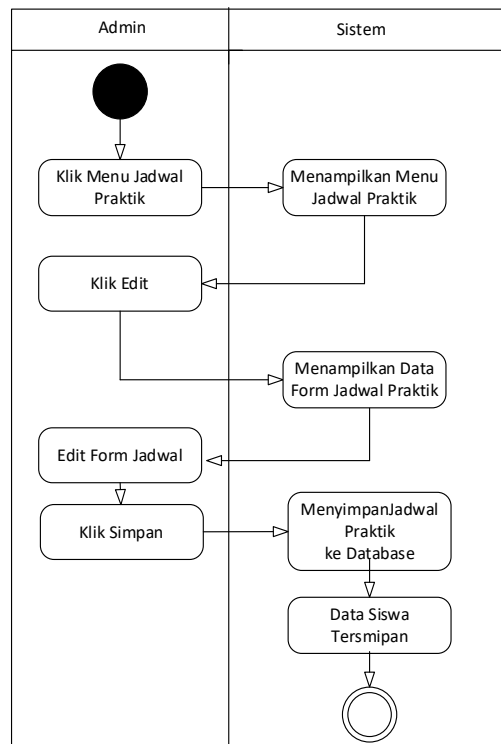 Admin
Sistem
Klik Menu Jadwal
Praktik
Menampilkan Menu
Jadwal Praktik
Klik Edit
Menampilkan Data
Form Jadwal Praktik
Edit Form Jadwal
Klik Simpan
MenyimpanJadwal
Praktik
ke Database
Data Siswa
Tersmipan